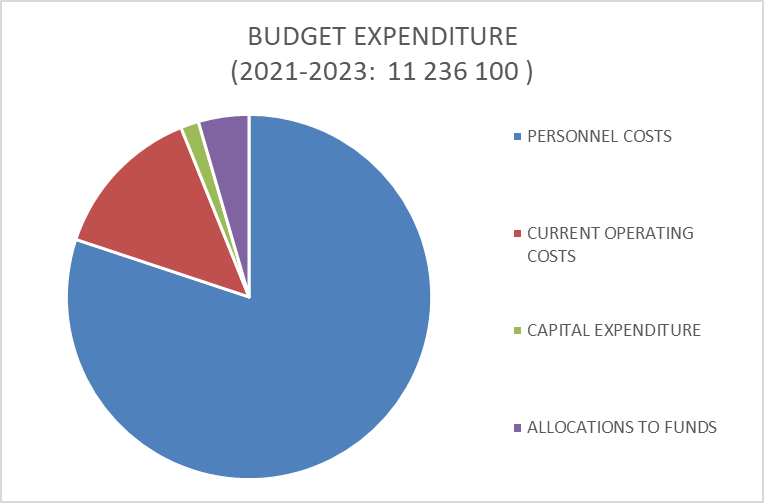 BUDGET EXPENDITURE
(2021-2023:  11 236 100 )
PERSONNEL COSTS
CURRENT OPERATING
COSTS
CAPITAL EXPENDITURE
ALLOCATIONS TO FUNDS